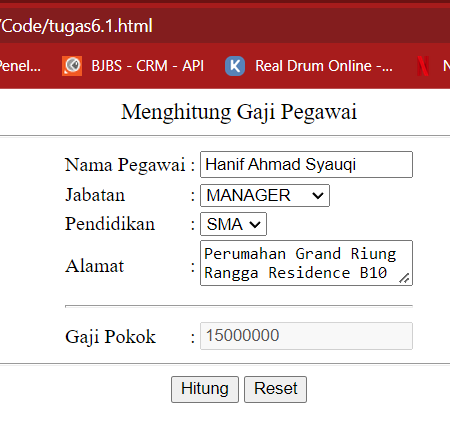 /Code/tugas6.1.html
Penel... BJBS - CRM - API Real Drum Online -... N
Menghitung Gaji Pegawai
Nama Pegawai : Hanif Ahmad Syauqi
Jabatan : MANAGER
Pendidikan : SMA
Alamat : Perumahan Grand Riung
Rangga Residence B10
Gaji Pokok : 15000000
Hitung Reset